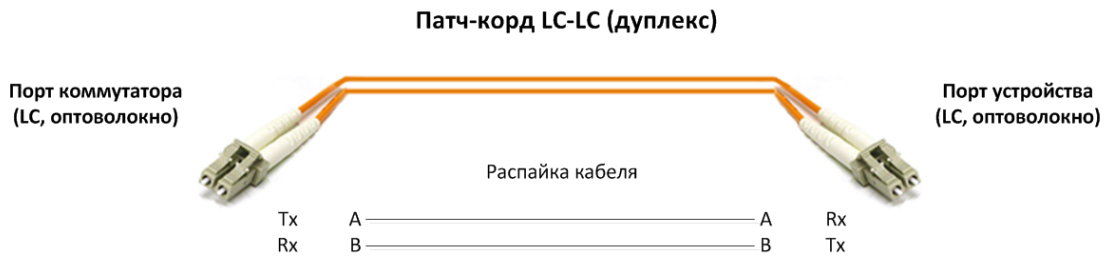 Патч-корд LC-LC (дуплекс)
Порт коммутатора
(LC, оптоволокно)
Порт устройства
(LC, оптоволокно)
Распайка кабеля
Tx A A Rx
Rx B B Tx